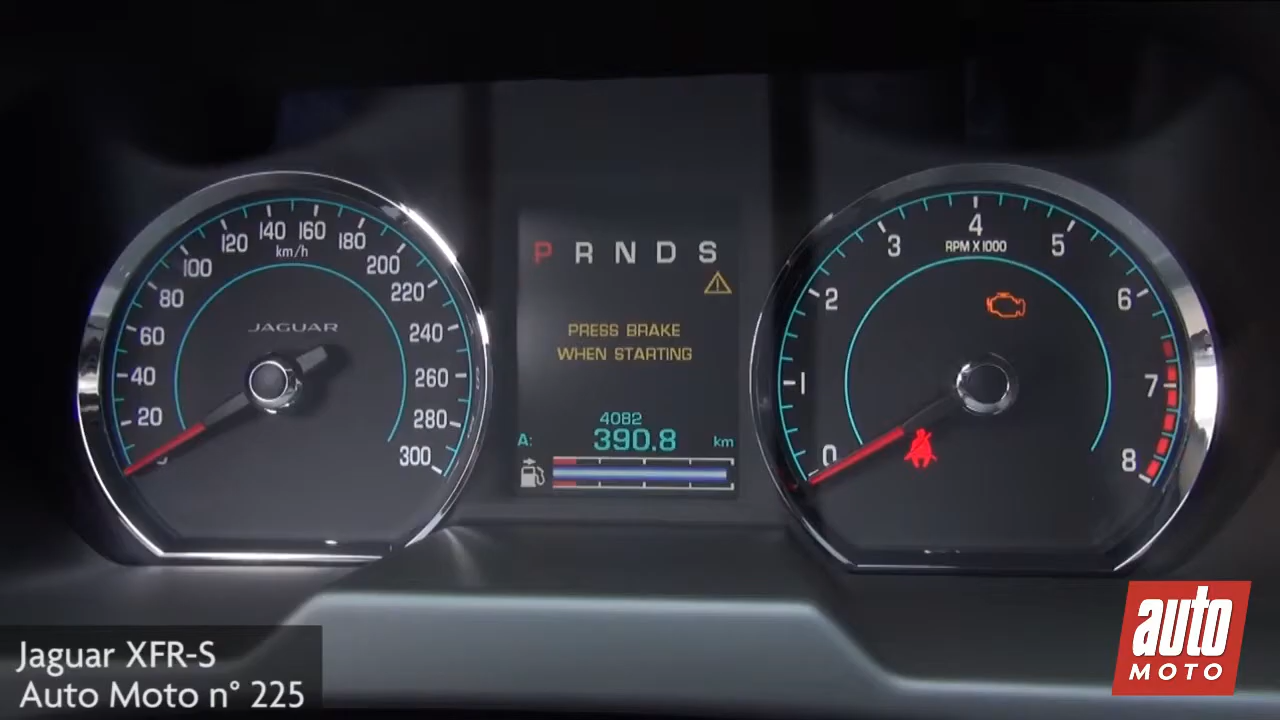 JAGUAR
km/h
20
40
60
80
100
120
140
160
180
200
220
240
260
280
300
P R N D S
PRESS BRAKE
WHEN STARTING
4082
A: 390.8 km
RPM X 1000
0
1
2
3
4
5
6
7
8
Jaguar XFR-S
Auto Moto n° 225
auto
MOTO